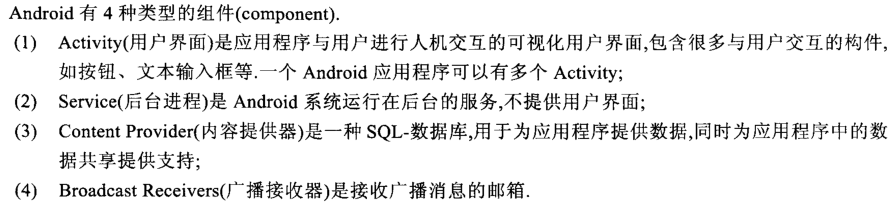 Android 有 4 种类型的组件(component).
(1) Activity(用户界面)是应用程序与用户进行人机交互的可视化用户界面,包含很多与用户交互的构件,
如按钮、文本输入框等.一个 Android 应用程序可以有多个 Activity;
(2) Service(后台进程)是 Android 系统运行在后台的服务,不提供用户界面;
(3) Content Provider(内容提供器)是一种 SQL-数据库,用于为应用程序提供数据,同时为应用程序中的数
据共享提供支持;
(4) Broadcast Receivers(广播接收器)是接收广播消息的邮箱.